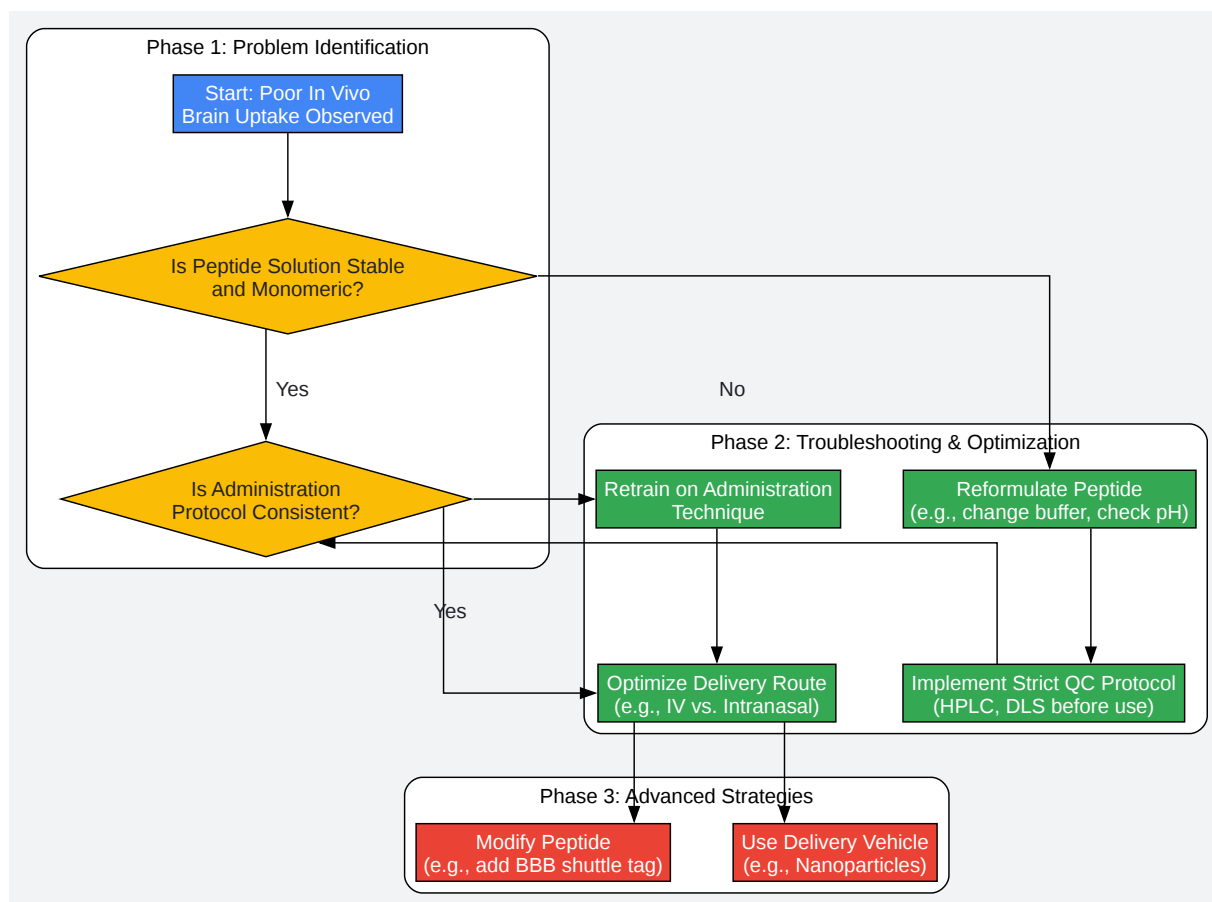 Phase 1: Problem Identification
Start: Poor In Vivo
Brain Uptake Observed
Is Peptide Solution Stable
and Monomeric?
Yes
No
Is Administration
Protocol Consistent?
Yes
Phase 2: Troubleshooting & Optimization
Retrain on Administration
Technique
Reformulate Peptide
(e.g., change buffer, check pH)
Optimize Delivery Route
(e.g., IV vs. Intranasal)
Implement Strict QC Protocol
(HPLC, DLS before use)
Phase 3: Advanced Strategies
Modify Peptide
(e.g., add BBB shuttle tag)
Use Delivery Vehicle
(e.g., Nanoparticles)